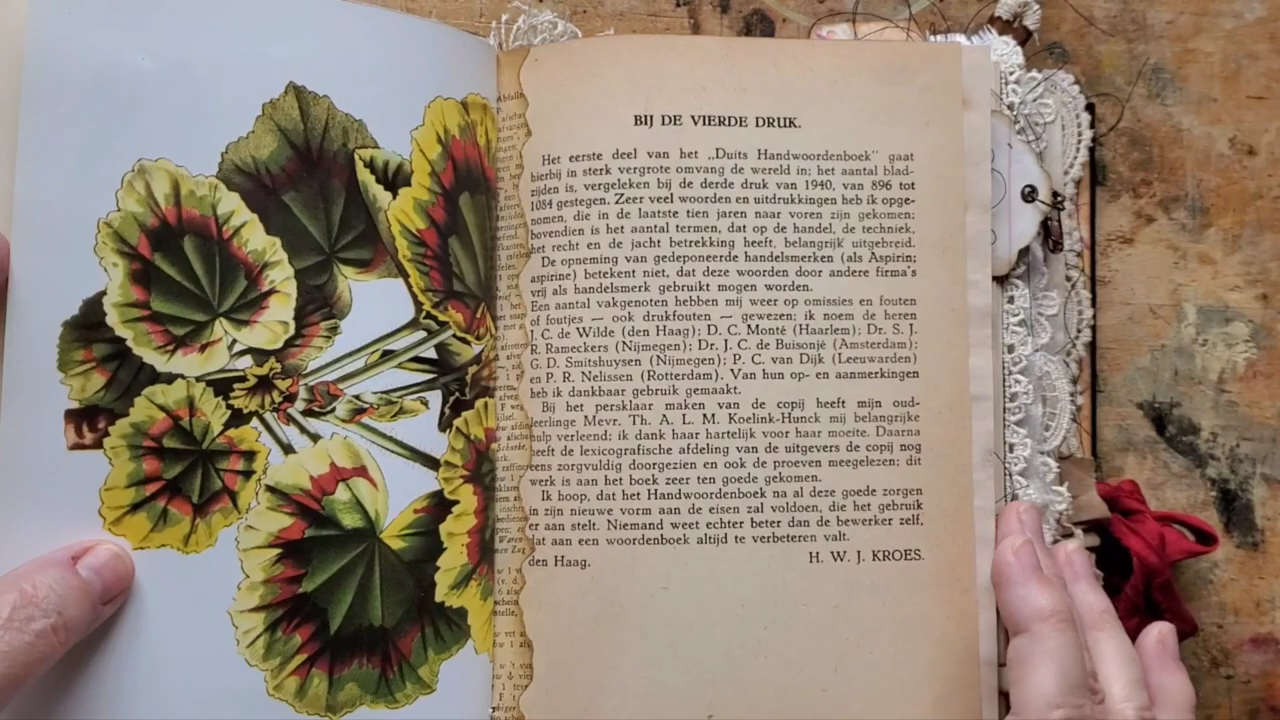 BIJ DE VIERDE DRUK.
Het eerste deel van het „Duits Handwoordenboek" gaat
hierbij in sterk vergrote omvang de wereld in; het aantal blad-
zijden is, vergeleken bij de derde druk van 1940, van 896 tot
1084 gestegen. Zeer veel woorden en uitdrukkingen heb ik opge-
nomen, die in de laatste tien jaren naar voren zijn gekomen;
bovendien is het aantal termen, dat op de handel, de techniek,
het recht en de jacht betrekking heeft, belangrijk uitgebreid.
De opneming van gedeponeerde handelsmerken (als Aspirin;
aspirine) betekent niet, dat deze woorden door andere firma's
vrij als handelsmerk gebruikt mogen worden.
Een aantal vakgenoten hebben mij weer op omissies en fouten
of foutjes — ook drukfouten — gewezen; ik noem de heren
J. C. de Wilde (den Haag); D. C. Monté (Haarlem); Dr. S. J.
R. Rameckers (Nijmegen); Dr. J. C. de Buisonjé (Amsterdam);
G. D. Smitshuysen (Nijmegen); P. C. van Dijk (Leeuwarden)
en P. R. Nelissen (Rotterdam). Van hun op- en aanmerkingen
heb ik dankbaar gebruik gemaakt.
Bij het persklaar maken van de copij heeft mijn oud-
leerlinge Mevr. Th. A. L. M. Koelink-Hunck mij belangrijke
hulp verleend; ik dank haar hartelijk voor haar moeite. Daarna
heeft de lexicografische afdeling van de uitgevers de copij nog
eens zorgvuldig doorgezien en ook de proeven meegelezen; dit
werk is aan het boek zeer ten goede gekomen.
Ik hoop, dat het Handwoordenboek na al deze goede zorgen
in zijn nieuwe vorm aan de eisen zal voldoen, die het gebruik
er aan stelt. Niemand weet echter beter dan de bewerker zelf,
dat aan een woordenboek altijd te verbeteren valt.
den Haag, H. W. J. KROES.